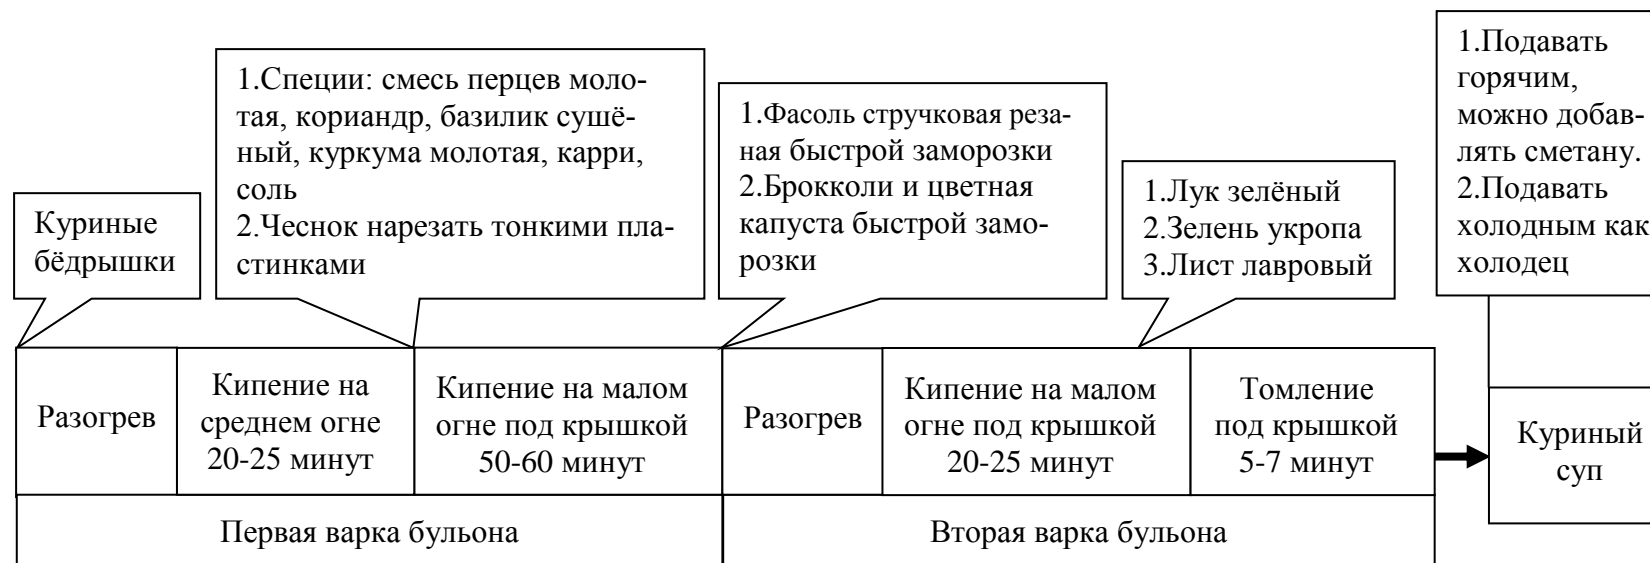 Куриные
бёдрышки
1.Специи: смесь перцев моло-
тая, кориандр, базилик сушё-
ный, куркума молотая, карри,
соль
2.Чеснок нарезать тонкими пла-
стинками
1.Фасоль стручковая реза-
ная быстрой заморозки
2.Брокколи и цветная
капуста быстрой замо-
розки
1.Лук зелёный
2.Зелень укропа
3.Лист лавровый
1.Подавать
горячим,
можно добав-
лять сметану.
2.Подавать
холодным как
холодец
Разогрев
Кипение на
среднем огне
20-25 минут
Кипение на малом
огне под крышкой
50-60 минут
Разогрев
Кипение на малом
огне под крышкой
20-25 минут
Томление
под крышкой
5-7 минут
Куриный
суп
Первая варка бульона
Вторая варка бульона